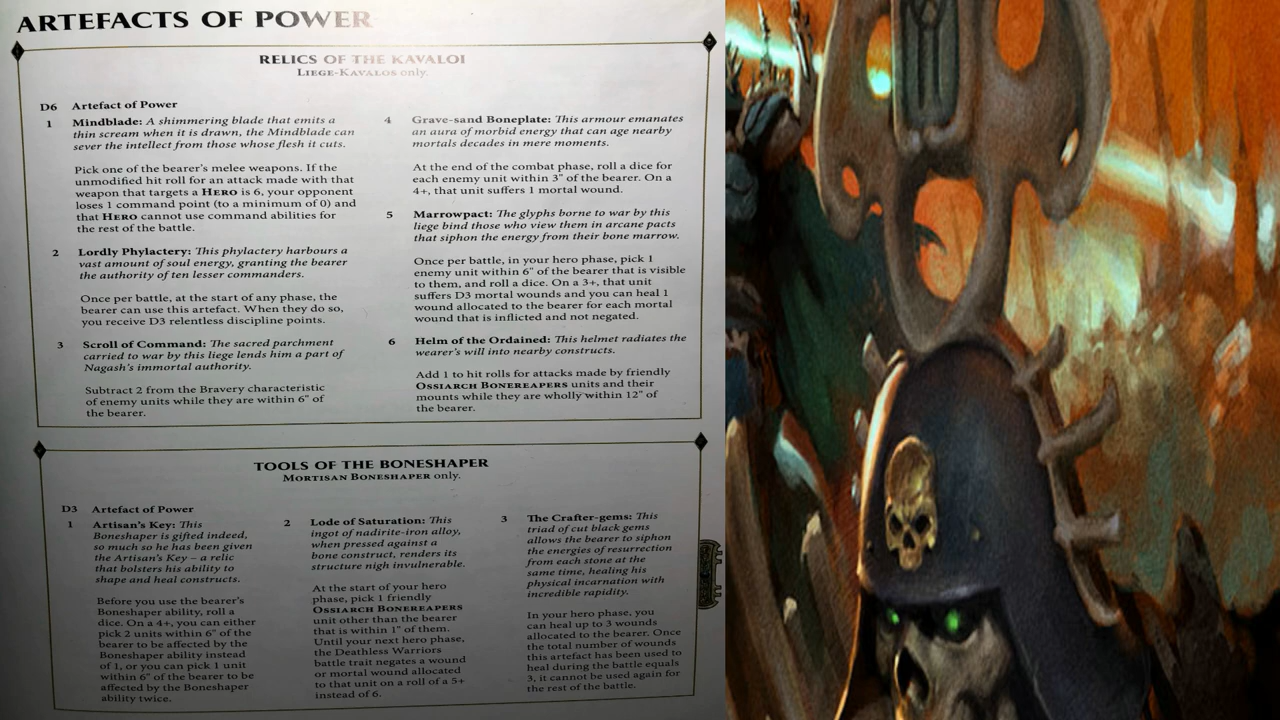 ARTEFACTS OF POWER
RELICS OF THE KAVALOI
LIEGE-KAVALOS only.
D6 Artefact of Power
1 Mindblade: A shimmering blade that emits a
thin scream when it is drawn, the Mindblade can
sever the intellect from those whose flesh it cuts.
Pick one of the bearer's melee weapons. If the
unmodified hit roll for an attack made with that
weapon that targets a HERO is 6, your opponent
loses 1 command point (to a minimum of 0) and
that HERO cannot use command abilities for
the rest of the battle.
2 Lordly Phylactery: This phylactery harbours a
vast amount of soul energy, granting the bearer
the authority of ten lesser commanders.
Once per battle, at the start of any phase, the
bearer can use this artefact. When they do so,
you receive D3 relentless discipline points.
3 Scroll of Command: The sacred parchment
carried to war by this liege lends him a part of
Nagash's immortal authority.
Subtract 2 from the Bravery characteristic
of enemy units while they are within 6" of
the bearer.
4 Grave-sand Boneplate: This armour emanates
an aura of morbid energy that can age nearby
mortals decades in mere moments.
At the end of the combat phase, roll a dice for
each enemy unit within 3" of the bearer. On a
4+, that unit suffers 1 mortal wound.
5 Marrowpact: The glyphs borne to war by this
liege bind those who view them in arcane pacts
that siphon the energy from their bone marrow.
Once per battle, in your hero phase, pick 1
enemy unit within 6" of the bearer that is visible
to them, and roll a dice. On a 3+, that unit
suffers D3 mortal wounds and you can heal 1
wound allocated to the bearer for each mortal
wound that is inflicted and not negated.
6 Helm of the Ordained: This helmet radiates the
wearer's will into nearby constructs.
Add 1 to hit rolls for attacks made by friendly
OSSIARCH BONEREAPERS units and their
mounts while they are wholly within 12" of
the bearer.
TOOLS OF THE BONESHAPER
MORTISAN BONESHAPER only.
D3 Artefact of Power
1 Artisan's Key: This
Boneshaper is gifted indeed,
so much so he has been given
the Artisan's Key – a relic
that bolsters his ability to
shape and heal constructs.
Before you use the bearer's
Boneshaper ability, roll a
dice. On a 4+, you can either
pick 2 units within 6" of the
bearer to be affected by the
Boneshaper ability instead
of 1, or you can pick 1 unit
within 6" of the bearer to be
affected by the Boneshaper
ability twice.
2 Lode of Saturation: This
ingot of nadirite-iron alloy,
when pressed against a
bone construct, renders its
structure nigh invulnerable.
At the start of your hero
phase, pick 1 friendly
OSSIARCH BONEREAPERS
unit other than the bearer
that is within 1" of them.
Until your next hero phase,
the Deathless Warriors
battle trait negates a wound
or mortal wound allocated
to that unit on a roll of a 5+
instead of 6.
3 The Crafter-gems: This
triad of cut black gems
allows the bearer to siphon
the energies of resurrection
from each stone at the
same time, healing his
physical incarnation with
incredible rapidity.
In your hero phase, you
can heal up to 3 wounds
allocated to the bearer. Once
the total number of wounds
this artefact has been used to
heal during the battle equals
3, it cannot be used again for
the rest of the battle.